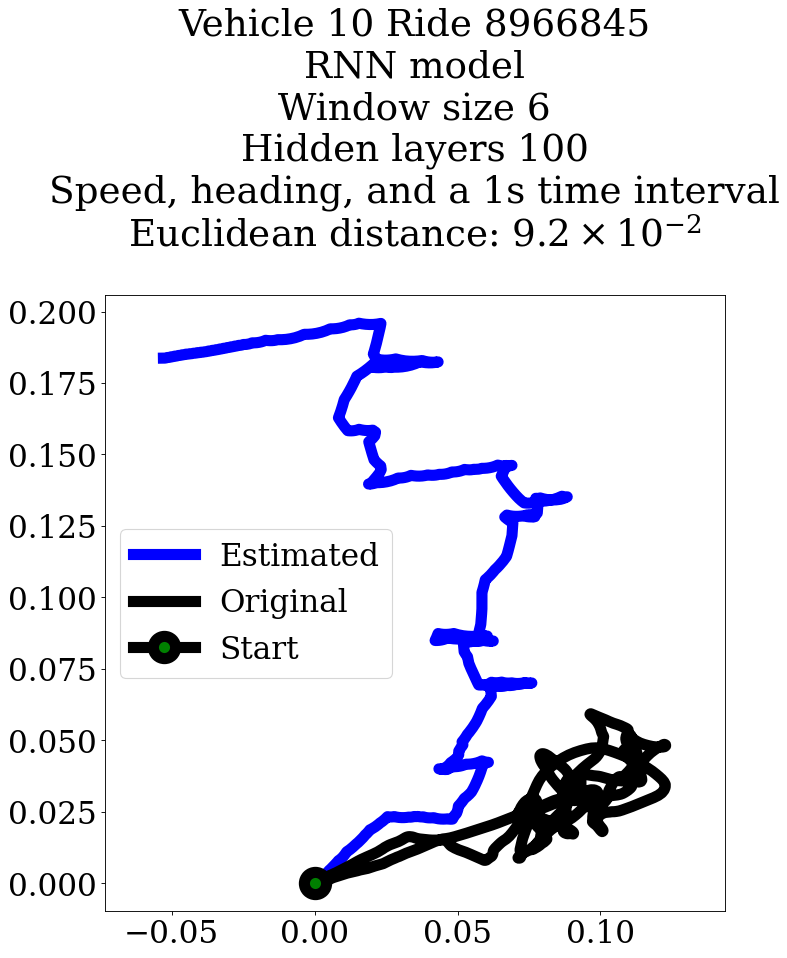 Vehicle 10 Ride 8966845
RNN model
Window size 6
Hidden layers 100
Speed, heading, and a 1s time interval
Euclidean distance: 9.2 × 10⁻²
0.200
0.175
0.150
0.125
0.100
0.075
0.050
0.025
0.000
Estimated
Original
Start
−0.05
0.00
0.05
0.10